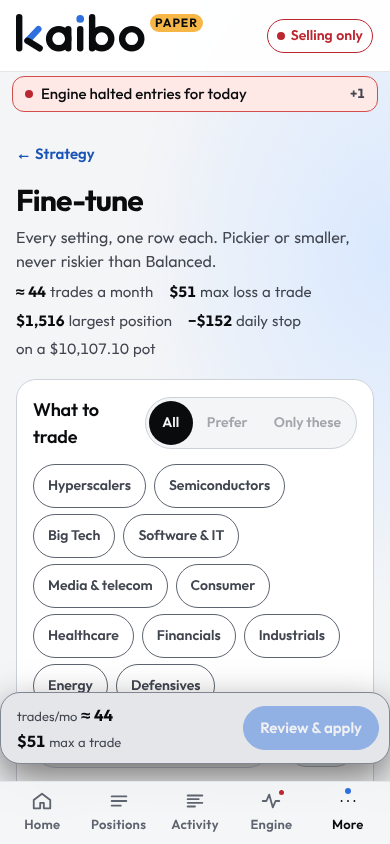 kaibo PAPER
Selling only
Engine halted entries for today +1
← Strategy
Fine-tune
Every setting, one row each. Pickier or smaller,
never riskier than Balanced.
≈ 44 trades a month $51 max loss a trade
$1,516 largest position −$152 daily stop
on a $10,107.10 pot
What to
trade
All Prefer Only these
Hyperscalers Semiconductors
Big Tech Software & IT
Media & telecom Consumer
Healthcare Financials Industrials
Energy Defensives
trades/mo ≈ 44
$51 max a trade
Review & apply
Home Positions Activity Engine More